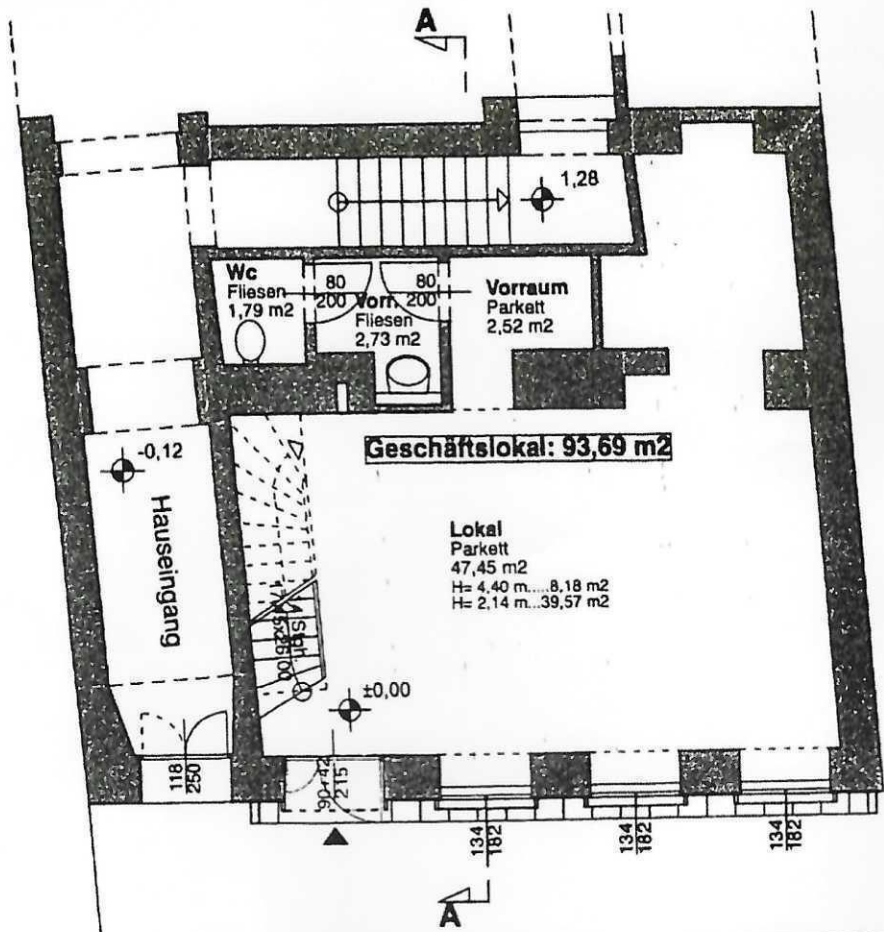 A
1,28
Wc
Fliesen
1,79 m2
80
200
80
200
Vorr.
Fliesen
2,73 m2
Vorraum
Parkett
2,52 m2
-0,12
Geschäftslokal: 93,69 m2
Hauseingang
Lokal
Parkett
47,45 m2
H= 4,40 m.....8,18 m2
H= 2,14 m...39,57 m2
±0,00
118
250
90+42
215
134
182
134
182
134
182
A